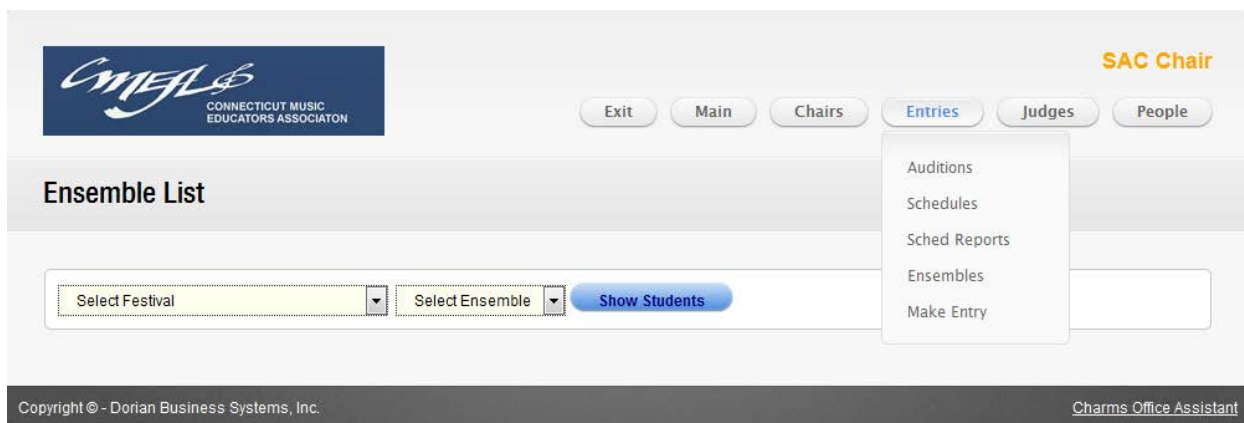 CMEA
CONNECTICUT MUSIC
EDUCATORS ASSOCIATON
SAC Chair
Exit Main Chairs Entries Judges People
Auditions
Schedules
Sched Reports
Ensembles
Make Entry
Ensemble List
Select Festival Select Ensemble Show Students
Copyright © - Dorian Business Systems, Inc. Charms Office Assistant